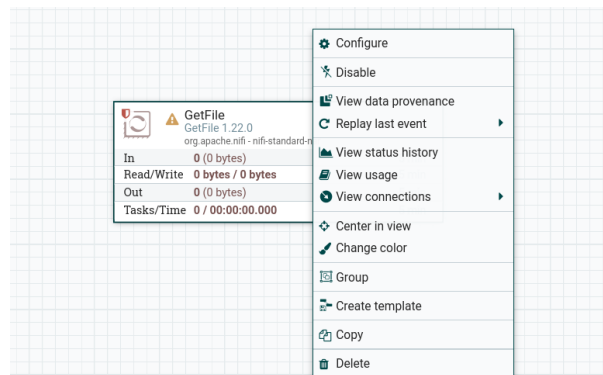 GetFile
GetFile 1.22.0
org.apache.nifi - nifi-standard-n
In 0 (0 bytes)
Read/Write 0 bytes / 0 bytes
Out 0 (0 bytes)
Tasks/Time 0 / 00:00:00.000
Configure
Disable
View data provenance
Replay last event
View status history
View usage
View connections
Center in view
Change color
Group
Create template
Copy
Delete